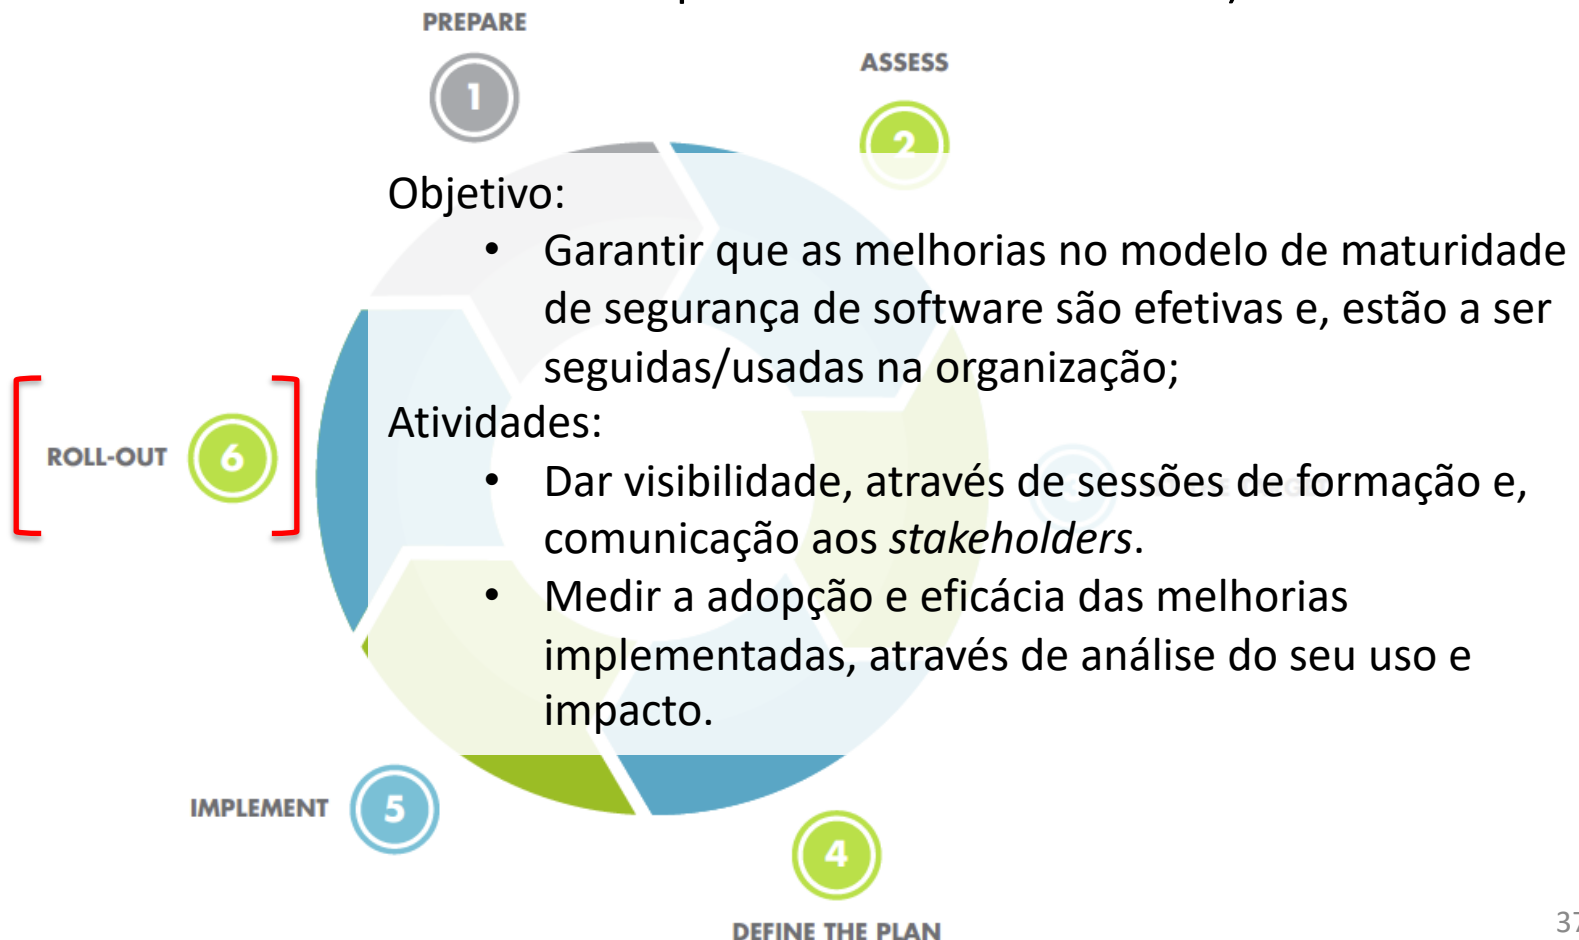 PREPARE
1
ASSESS
2
Objetivo:
• Garantir que as melhorias no modelo de maturidade
de segurança de software são efetivas e, estão a ser
seguidas/usadas na organização;
Atividades:
• Dar visibilidade, através de sessões de formação e,
comunicação aos stakeholders.
• Medir a adopção e eficácia das melhorias
implementadas, através de análise do seu uso e
impacto.
ROLL-OUT
6
IMPLEMENT
5
4
DEFINE THE PLAN
37